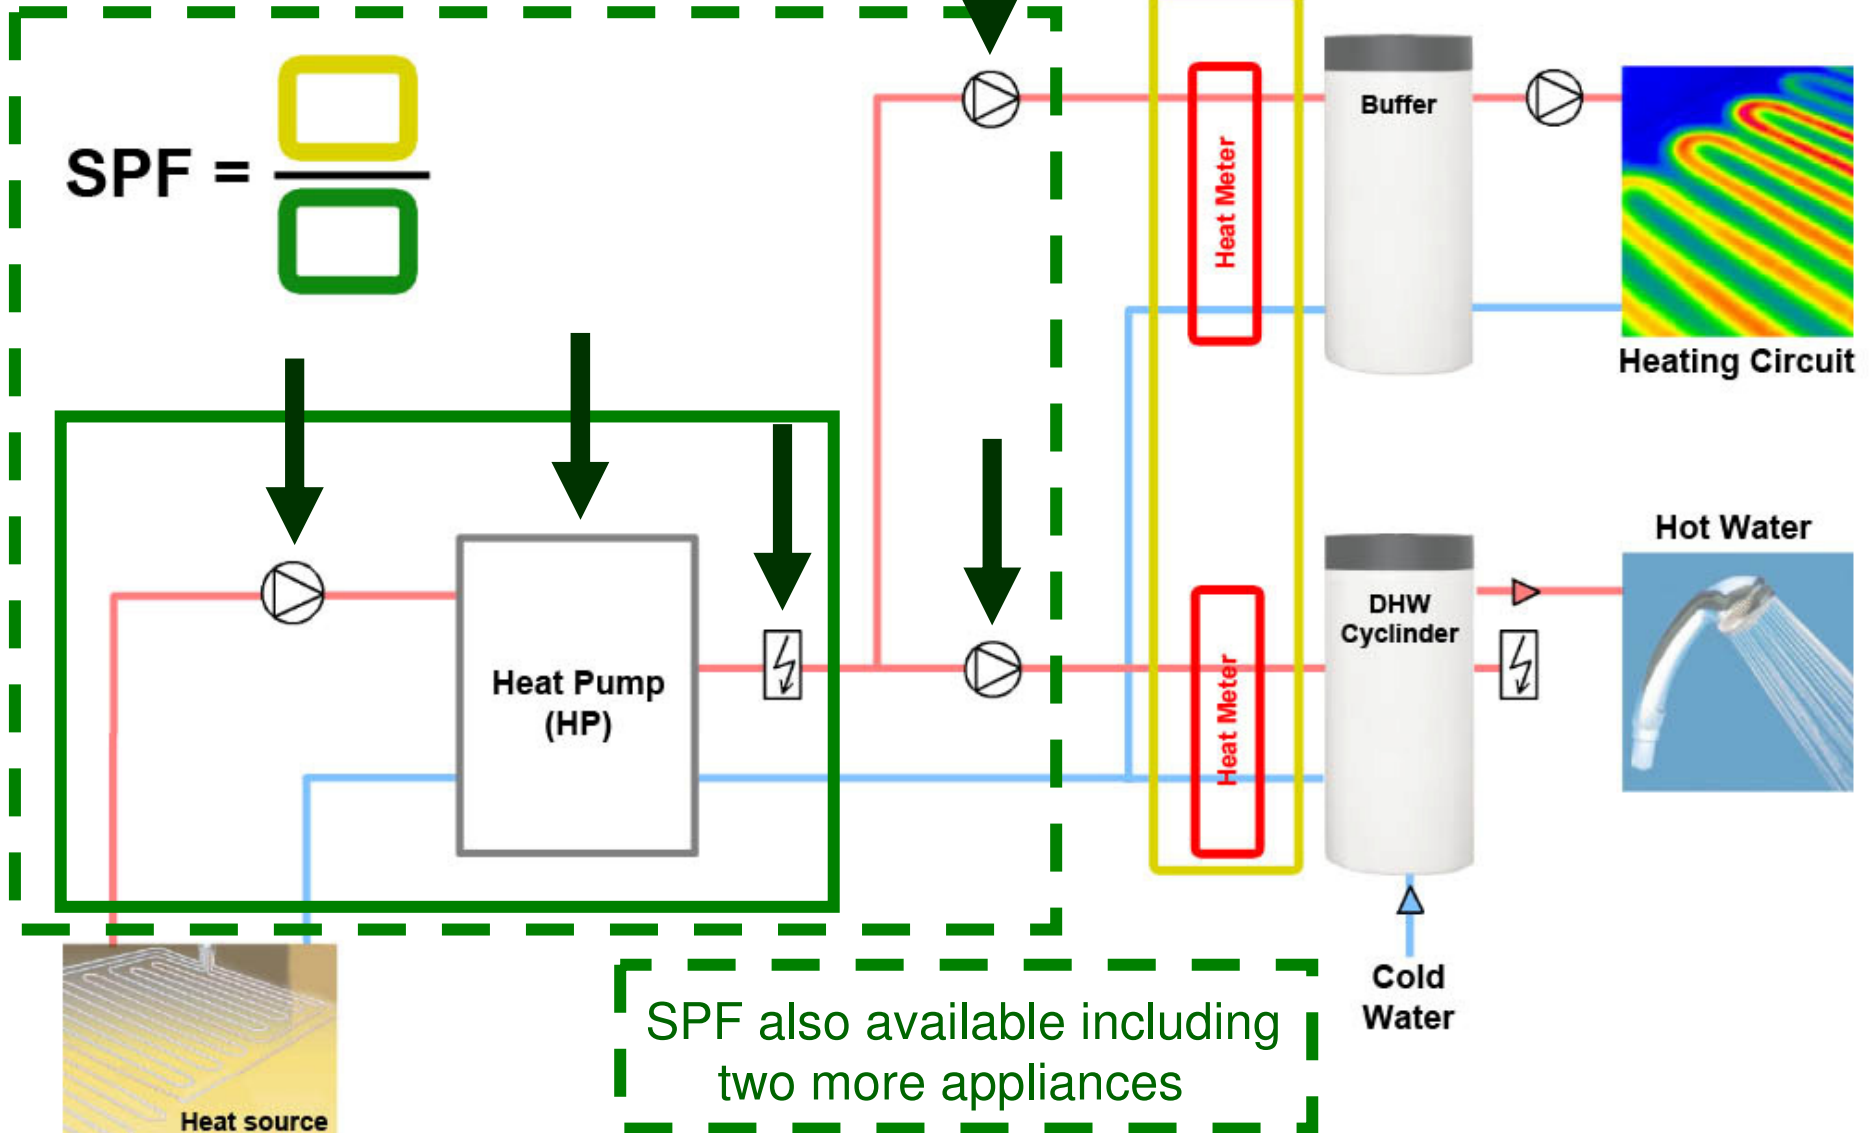 SPF =
Heat Meter
Buffer
Heating Circuit
Heat Pump
(HP)
Heat Meter
DHW
Cyclinder
Hot Water
Cold
Water
Heat source
SPF also available including
two more appliances